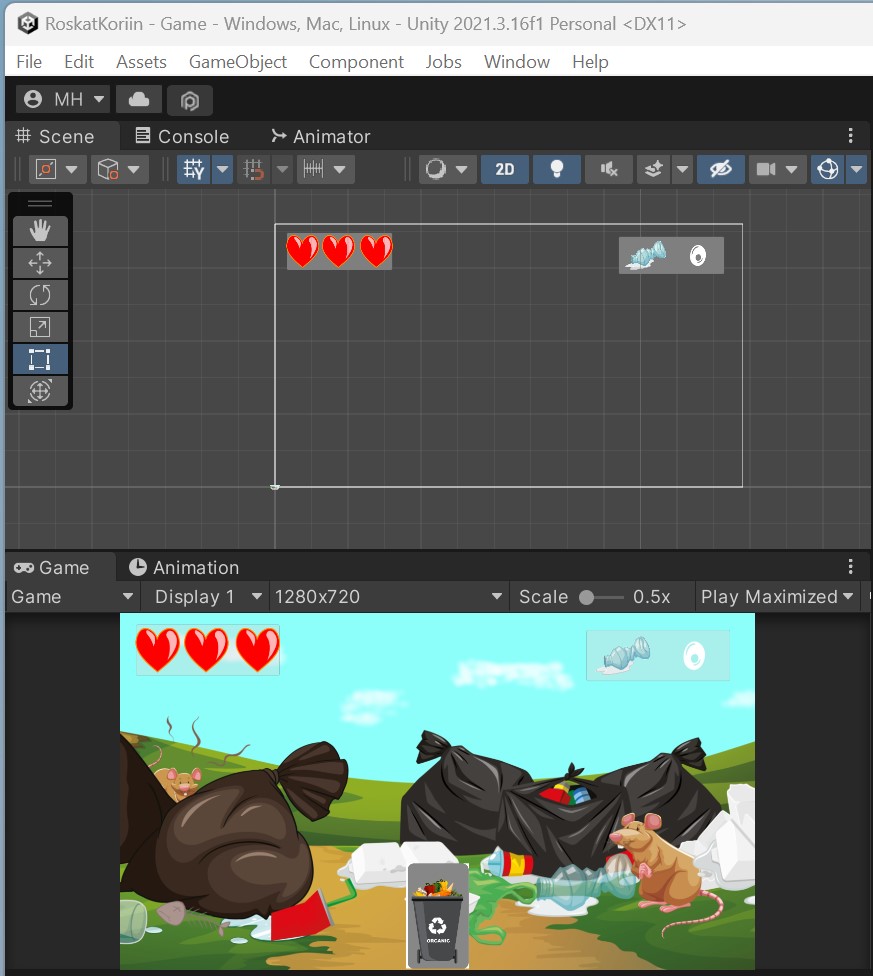 RoskatKoriin - Game - Windows, Mac, Linux - Unity 2021.3.16f1 Personal <DX11>
File Edit Assets GameObject Component Jobs Window Help
MH
Scene Console Animator
2D
0
Game Animation
Game Display 1 1280x720 Scale 0.5x Play Maximized
0
ORGANIC